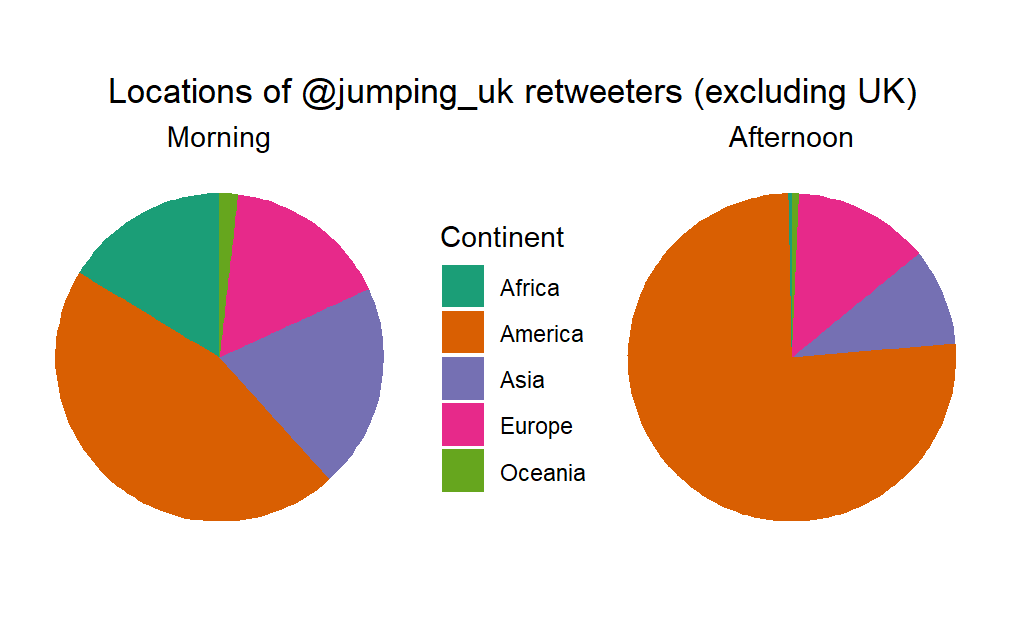 Locations of @jumping_uk retweeters (excluding UK)
Morning
Afternoon
Continent
Africa
America
Asia
Europe
Oceania